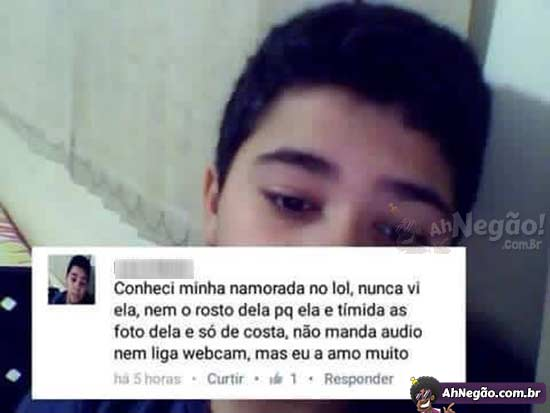 AhNegão!
.com.br
Conheci minha namorada no lol, nunca vi
ela, nem o rosto dela pq ela e tímida as
foto dela e só de costa, não manda audio
nem liga webcam, mas eu a amo muito
há 5 horas · Curtir · 1 · Responder
AhNegão.com.br